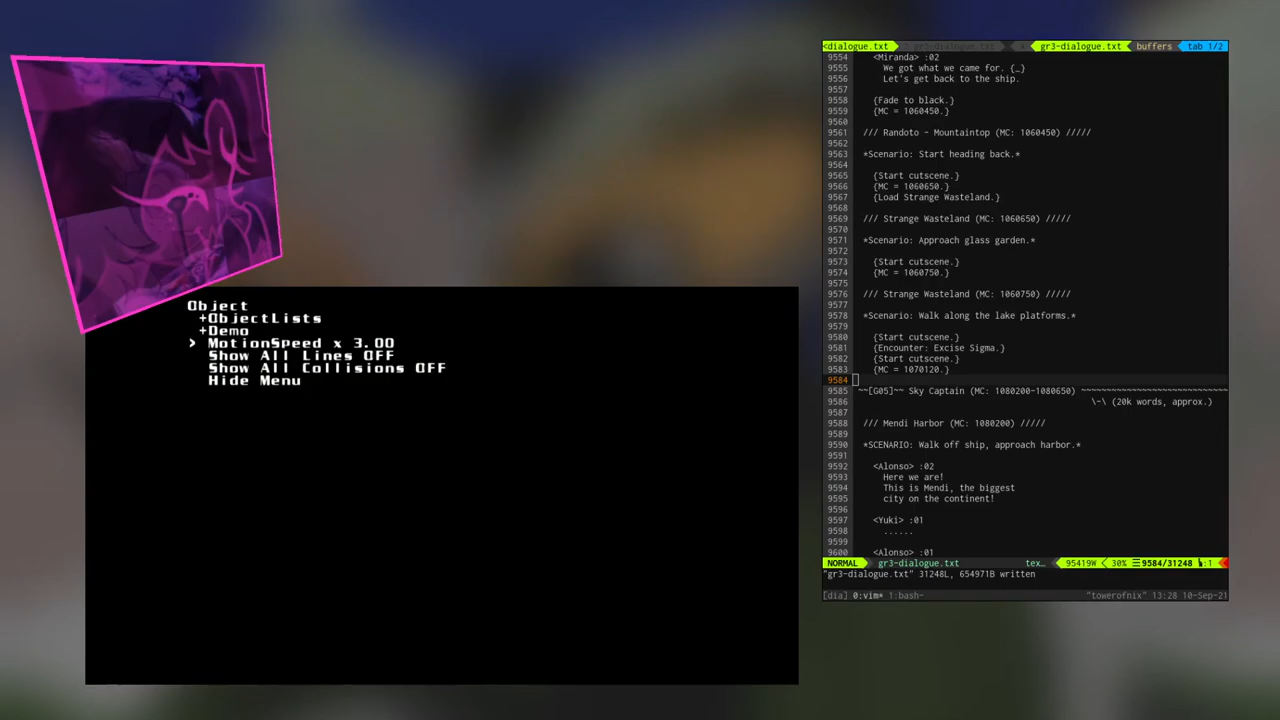 Object
+ObjectLists
+Demo
> MotionSpeed x 3.00
Show All Lines OFF
Show All Collisions OFF
Hide Menu
<dialogue.txt gr3-dialogue.txt gr3-dialogue.txt buffers tab 1/2
9554 <Miranda> :02
9555 We got what we came for. {_}
9556 Let's get back to the ship.
9557
9558 {Fade to black.}
9559 {MC = 1060450.}
9560
9561 /// Randoto - Mountaintop (MC: 1060450) /////
9562
9563 *Scenario: Start heading back.*
9564
9565 {Start cutscene.}
9566 {MC = 1060650.}
9567 {Load Strange Wasteland.}
9568
9569 /// Strange Wasteland (MC: 1060650) /////
9570
9571 *Scenario: Approach glass garden.*
9572
9573 {Start cutscene.}
9574 {MC = 1060750.}
9575
9576 /// Strange Wasteland (MC: 1060750) /////
9577
9578 *Scenario: Walk along the lake platforms.*
9579
9580 {Start cutscene.}
9581 {Encounter: Excise Sigma.}
9582 {Start cutscene.}
9583 {MC = 1070120.}
9584
9585 ~~[G05]~~ Sky Captain (MC: 1080200-1080650) ~~~~~~~~~~~~~~~~~~~~~~~~~~~~
9586 \~\ (20k words, approx.)
9587
9588 /// Mendi Harbor (MC: 1080200) /////
9589
9590 *SCENARIO: Walk off ship, approach harbor.*
9591
9592 <Alonso> :02
9593 Here we are!
9594 This is Mendi, the biggest
9595 city on the continent!
9596
9597 <Yuki> :01
9598 ......
9599
9600 <Alonso> :01
NORMAL gr3-dialogue.txt tex… 95419W 30% 9584/31248 :1
"gr3-dialogue.txt" 31248L, 654971B written
[dia] 0:vim* 1:bash- "towerofnix" 13:28 10-Sep-21